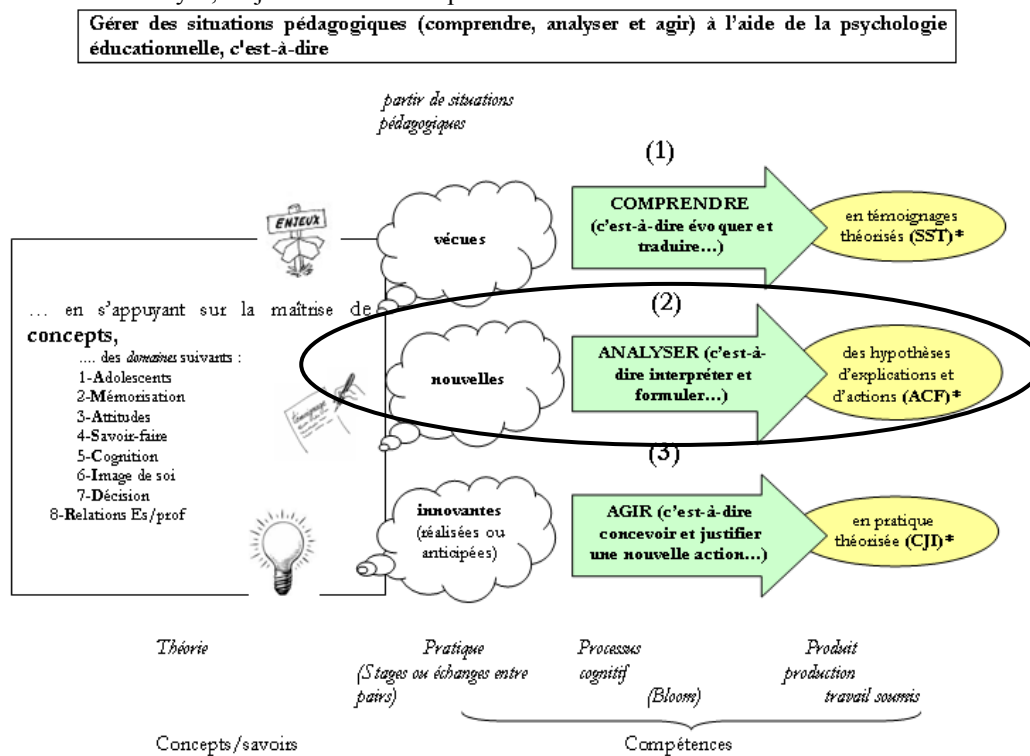 Gérer des situations pédagogiques (comprendre, analyser et agir) à l'aide de la psychologie
éducationnelle, c'est-à-dire
partir de situations
pédagogiques
(1)
ENJEUX
vécues
COMPRENDRE
(c'est-à-dire évoquer et
traduire…)
en témoignages
théorisés (SST)*
… en s'appuyant sur la maîtrise de
concepts,
.... des domaines suivants :
1-Adolescents
2-Mémorisation
3-Attitudes
4-Savoir-faire
5-Cognition
6-Image de soi
7-Décision
8-Relations Es/prof
(2)
témoignage
nouvelles
ANALYSER (c'est-à-
dire interpréter et
formuler…)
des hypothèses
d'explications et
d'actions (ACF)*
(3)
innovantes
(réalisées ou
anticipées)
AGIR (c'est-à-dire
concevoir et justifier
une nouvelle action…)
en pratique
théorisée (CJI)*
Théorie
Pratique
(Stages ou échanges entre
pairs)
Processus
cognitif
(Bloom)
Produit
production
travail soumis
Concepts/savoirs
Compétences